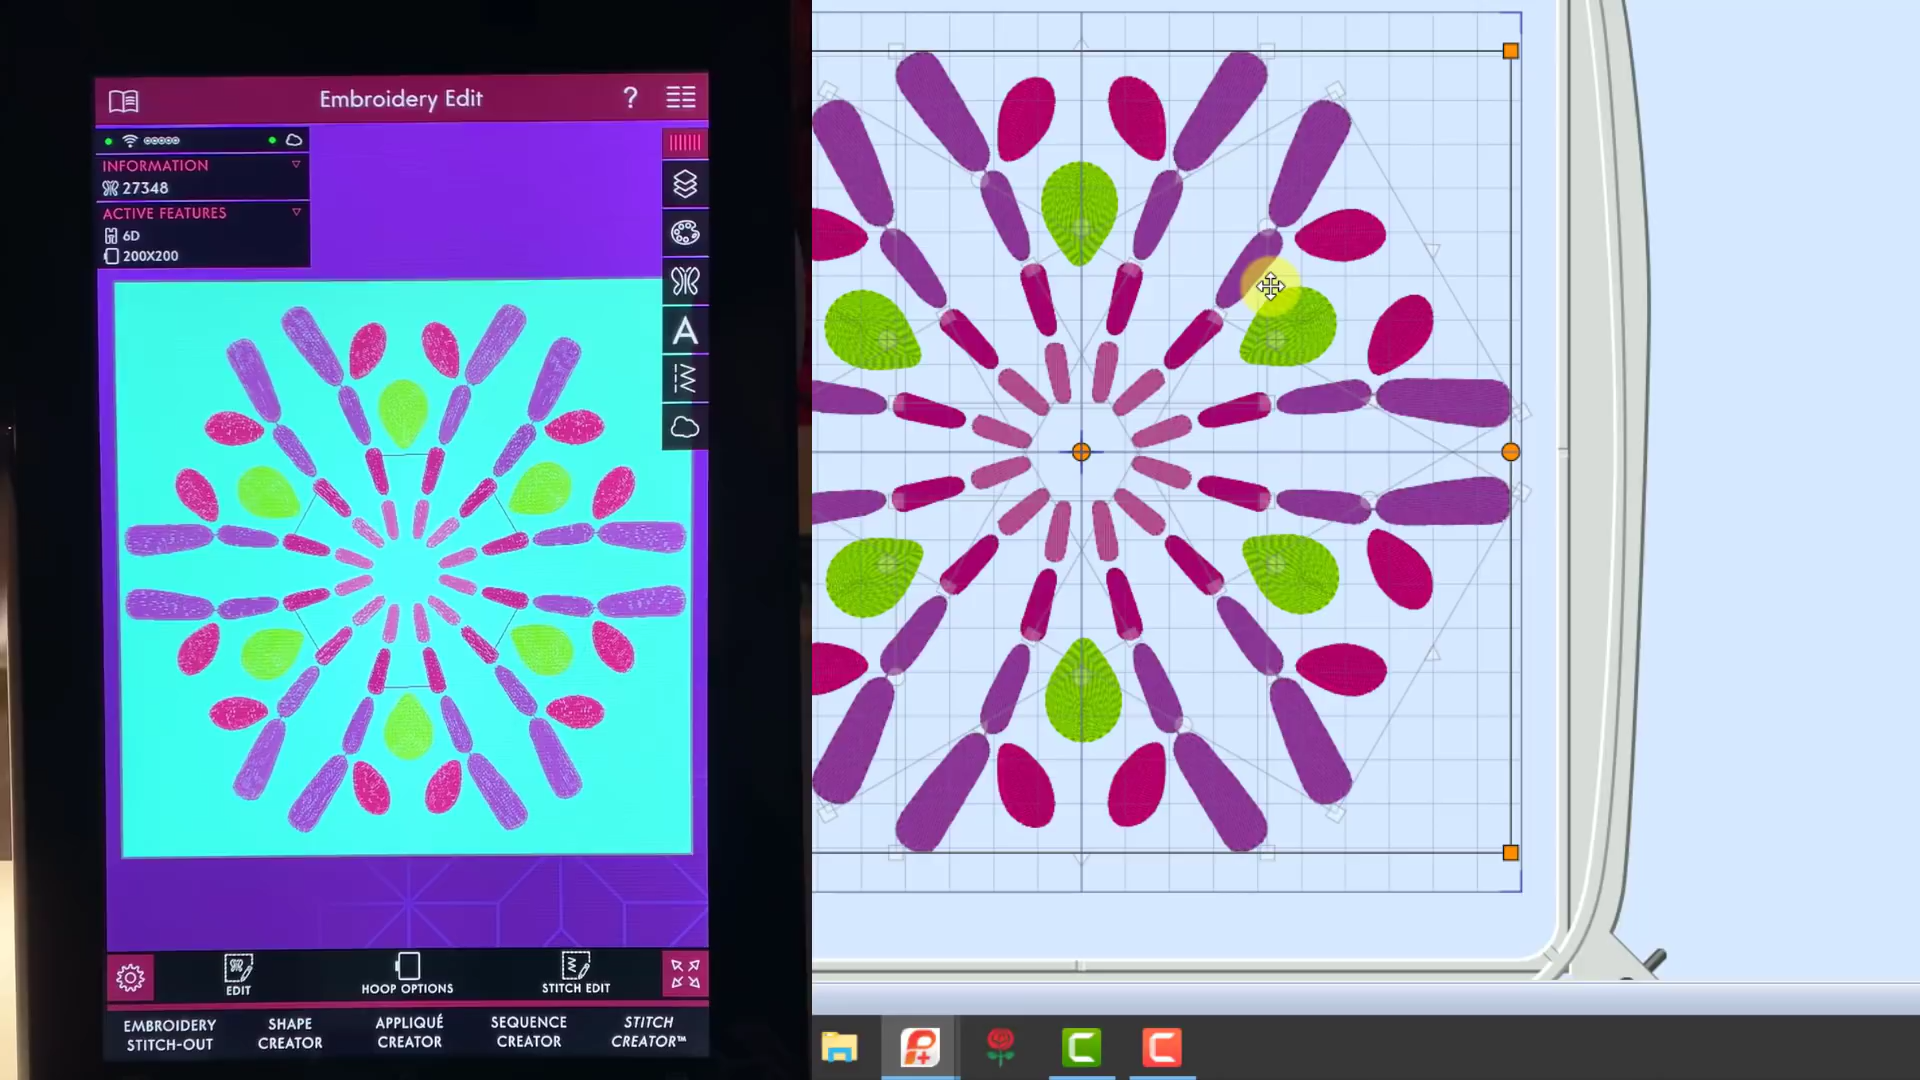 Embroidery Edit ?
INFORMATION
27348
ACTIVE FEATURES
6D
200X200
A
EDIT
HOOP OPTIONS
STITCH EDIT
EMBROIDERY
STITCH-OUT
SHAPE
CREATOR
APPLIQUÉ
CREATOR
SEQUENCE
CREATOR
STITCH
CREATOR™